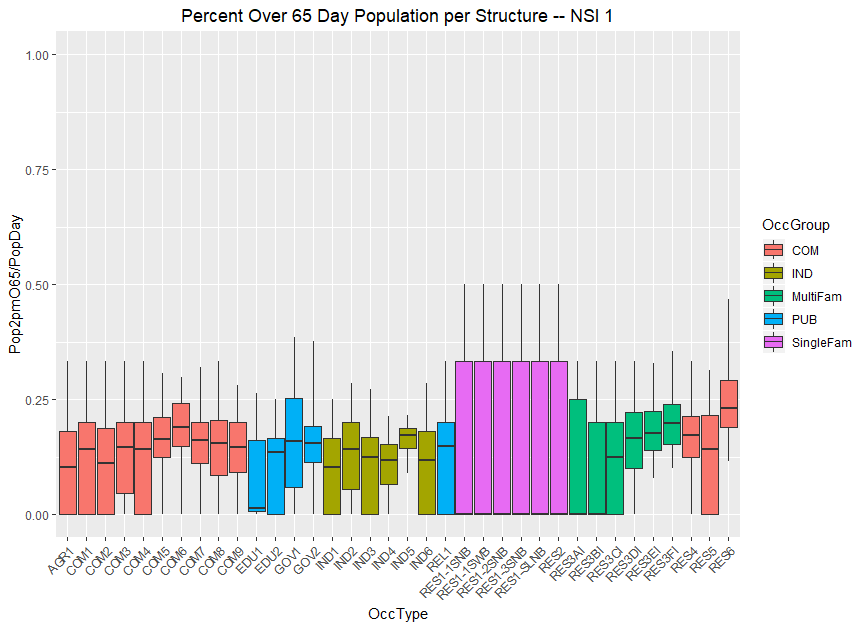 Percent Over 65 Day Population per Structure -- NSI 1
Pop2pmO65/PopDay
1.00
0.75
0.50
0.25
0.00
AGR1
COM1
COM2
COM3
COM4
COM5
COM6
COM7
COM8
COM9
EDU1
EDU2
GOV1
GOV2
IND1
IND2
IND3
IND4
IND5
IND6
REL1
RES1-1SNB
RES1-1SWB
RES1-2SNB
RES1-3SNB
RES1-SLNB
RES2
RES3AI
RES3BI
RES3CI
RES3DI
RES3EI
RES3FI
RES4
RES5
RES6
OccType
OccGroup
COM
IND
MultiFam
PUB
SingleFam